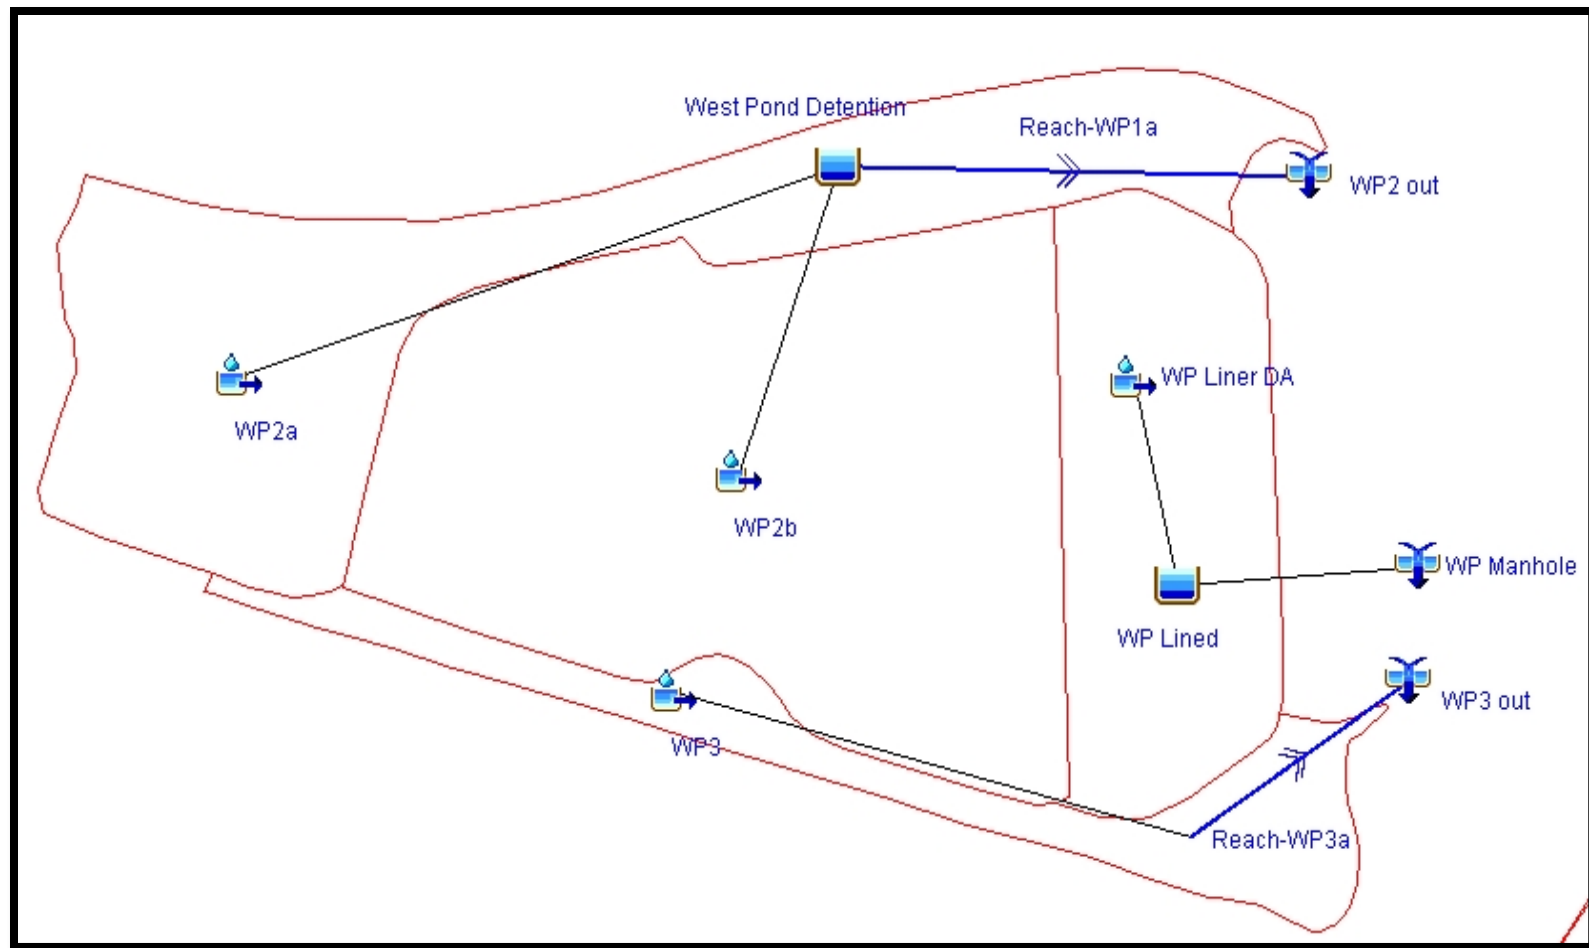 West Pond Detention
Reach-WP1a
WP2 out
WP Liner DA
WP2a
WP2b
WP Manhole
WP Lined
WP3 out
WP3
Reach-WP3a